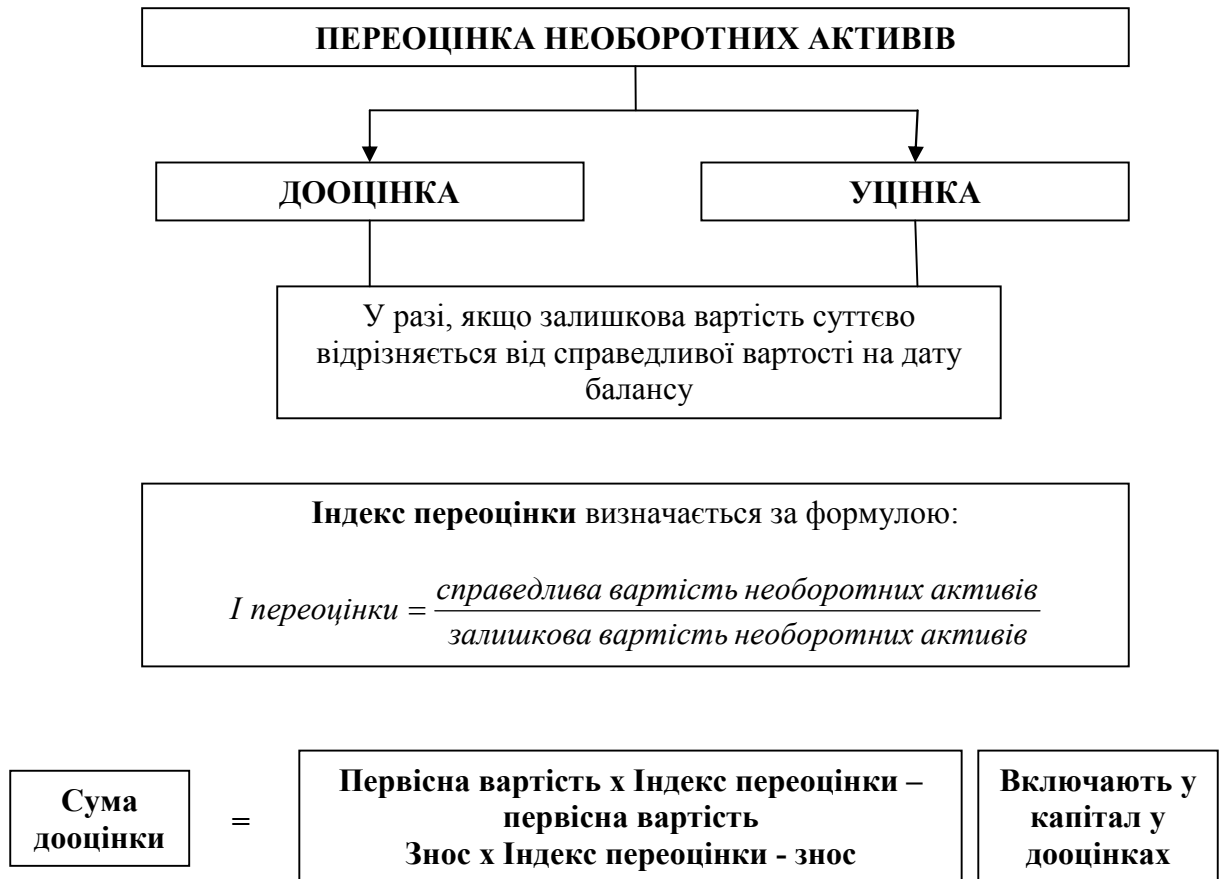 ПЕРЕОЦІНКА НЕОБОРОТНИХ АКТИВІВ
ДООЦІНКА
УЦІНКА
У разі, якщо залишкова вартість суттєво
відрізняється від справедливої вартості на дату
балансу
Індекс переоцінки визначається за формулою:
І переоцінки = справедлива вартість необоротних активів
залишкова вартість необоротних активів
Сума
дооцінки
=
Первісна вартість х Індекс переоцінки –
первісна вартість
Знос х Індекс переоцінки - знос
Включають у
капітал у
дооцінках